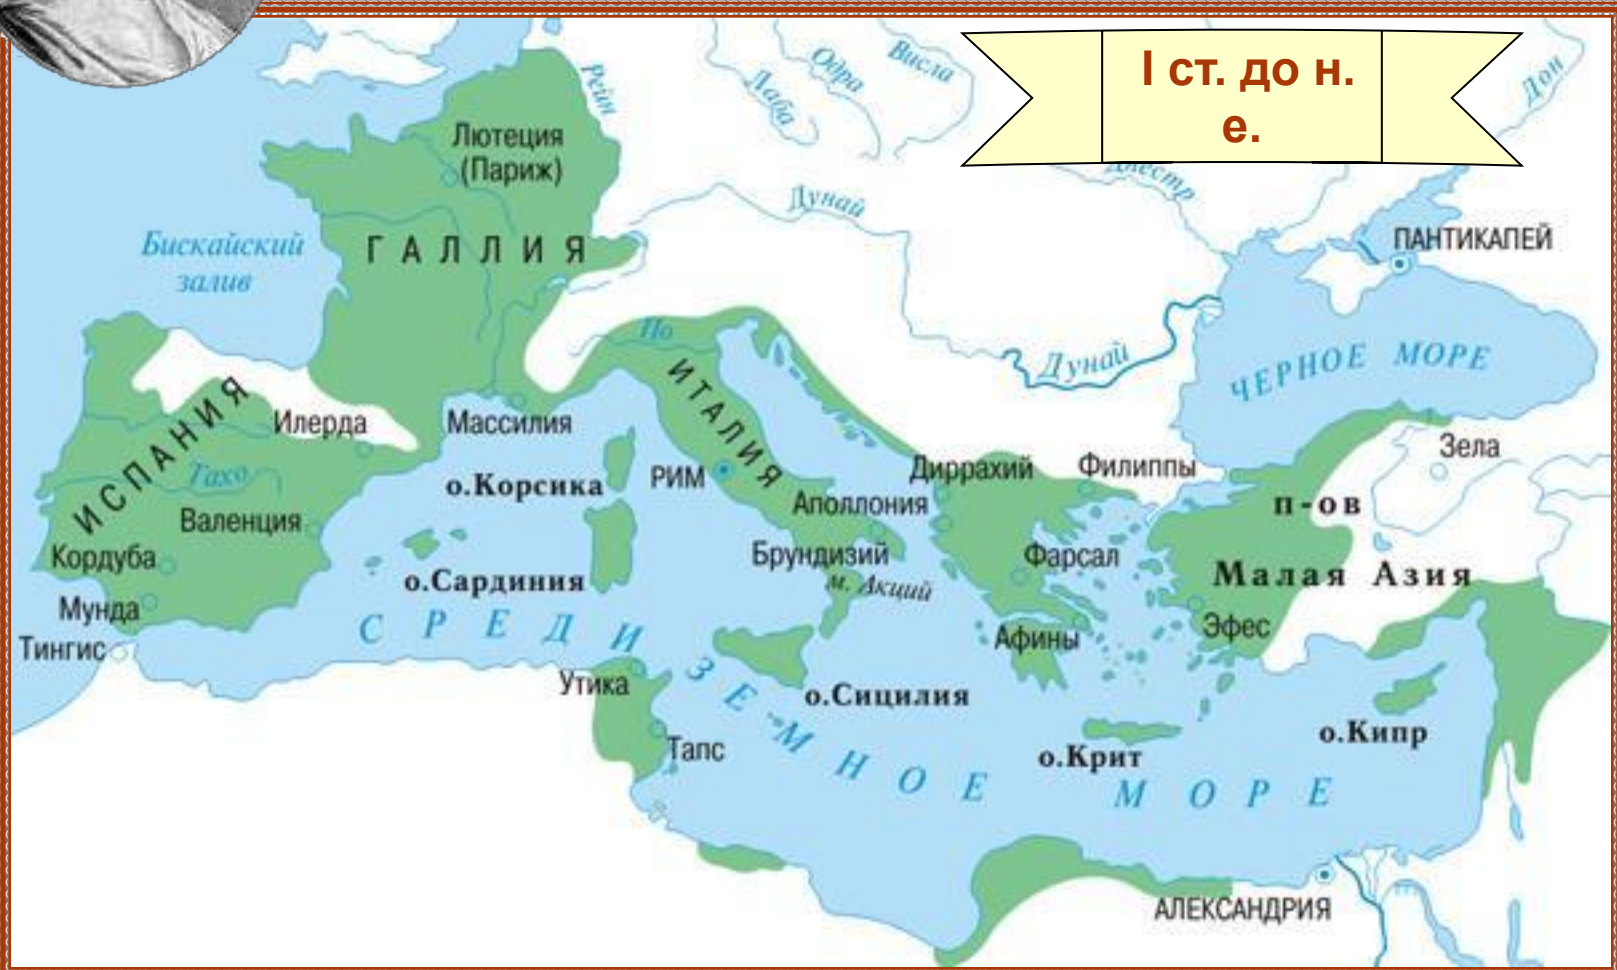 І ст. до н.
е.
Рейн
Лаба
Одра
Висла
Дон
Лютеция
(Париж)
Днестр
Дунай
Бискайский
залив
ГАЛЛИЯ
ПАНТИКАПЕЙ
По
ИТАЛИЯ
Дунай
ЧЕРНОЕ МОРЕ
ИСПАНИЯ
Илерда
Массилия
Зела
Тахо
о.Корсика
РИМ
Диррахий
Филиппы
Аполлония
п-ов
Валенция
Кордуба
Брундизий
Фарсал
о.Сардиния
м. Акций
Малая Азия
Мунда
Тингис
СРЕДИЗЕМНОЕ МОРЕ
Афины
Эфес
Утика
о.Сицилия
Тапс
о.Крит
о.Кипр
АЛЕКСАНДРИЯ